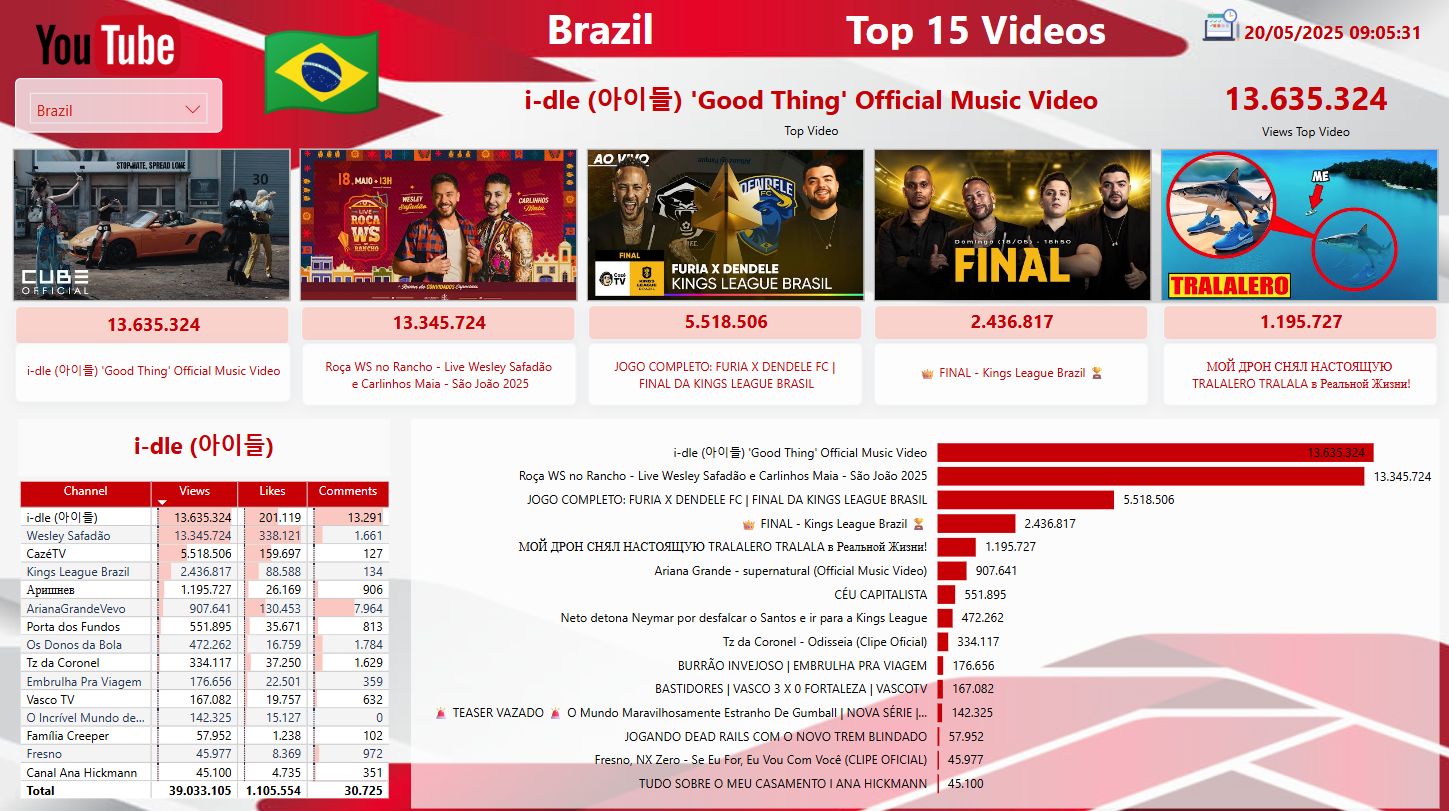 YouTube
Brazil
Top 15 Videos
20/05/2025 09:05:31
Brazil
i-dle (아이들) 'Good Thing' Official Music Video
Top Video
13.635.324
Views Top Video
STOP HATE, SPREAD LOVE
30
CUBE
OFFICIAL
18. MAIO + 13H
WESLEY
Safadão
CARLINHOS
Maia
LIVE
ROÇA
WS
NO RANCHO
AO VIVO
DENDELE
FC
FINAL
CazéTV
KINGS LEAGUE
FURIA X DENDELE
KINGS LEAGUE BRASIL
Domingo (18/05) - 18h50
FINAL
ME
TRALALERO
13.635.324
13.345.724
5.518.506
2.436.817
1.195.727
i-dle (아이들) 'Good Thing' Official Music Video
Roça WS no Rancho - Live Wesley Safadão
e Carlinhos Maia - São João 2025
JOGO COMPLETO: FURIA X DENDELE FC |
FINAL DA KINGS LEAGUE BRASIL
👑 FINAL - Kings League Brazil 🏆
МОЙ ДРОН СНЯЛ НАСТОЯЩУЮ
TRALALERO TRALALA в Реальной Жизни!
i-dle (아이들)
Channel Views Likes Comments
i-dle (아이들) 13.635.324 201.119 13.291
Wesley Safadão 13.345.724 338.121 1.661
CazéTV 5.518.506 159.697 127
Kings League Brazil 2.436.817 88.588 134
Аришнев 1.195.727 26.169 906
ArianaGrandeVevo 907.641 130.453 7.964
Porta dos Fundos 551.895 35.671 813
Os Donos da Bola 472.262 16.759 1.784
Tz da Coronel 334.117 37.250 1.629
Embrulha Pra Viagem 176.656 22.501 359
Vasco TV 167.082 19.757 632
O Incrível Mundo de... 142.325 15.127 0
Família Creeper 57.952 1.238 102
Fresno 45.977 8.369 972
Canal Ana Hickmann 45.100 4.735 351
Total 39.033.105 1.105.554 30.725
i-dle (아이들) 'Good Thing' Official Music Video 13.635.324
Roça WS no Rancho - Live Wesley Safadão e Carlinhos Maia - São João 2025 13.345.724
JOGO COMPLETO: FURIA X DENDELE FC | FINAL DA KINGS LEAGUE BRASIL 5.518.506
👑 FINAL - Kings League Brazil 🏆 2.436.817
МОЙ ДРОН СНЯЛ НАСТОЯЩУЮ TRALALERO TRALALA в Реальной Жизни! 1.195.727
Ariana Grande - supernatural (Official Music Video) 907.641
CÉU CAPITALISTA 551.895
Neto detona Neymar por desfalcar o Santos e ir para a Kings League 472.262
Tz da Coronel - Odisseia (Clipe Oficial) 334.117
BURRÃO INVEJOSO | EMBRULHA PRA VIAGEM 176.656
BASTIDORES | VASCO 3 X 0 FORTALEZA | VASCOTV 167.082
🚨 TEASER VAZADO 🚨 O Mundo Maravilhosamente Estranho De Gumball | NOVA SÉRIE |... 142.325
JOGANDO DEAD RAILS COM O NOVO TREM BLINDADO 57.952
Fresno, NX Zero - Se Eu For, Eu Vou Com Você (CLIPE OFICIAL) 45.977
TUDO SOBRE O MEU CASAMENTO I ANA HICKMANN 45.100